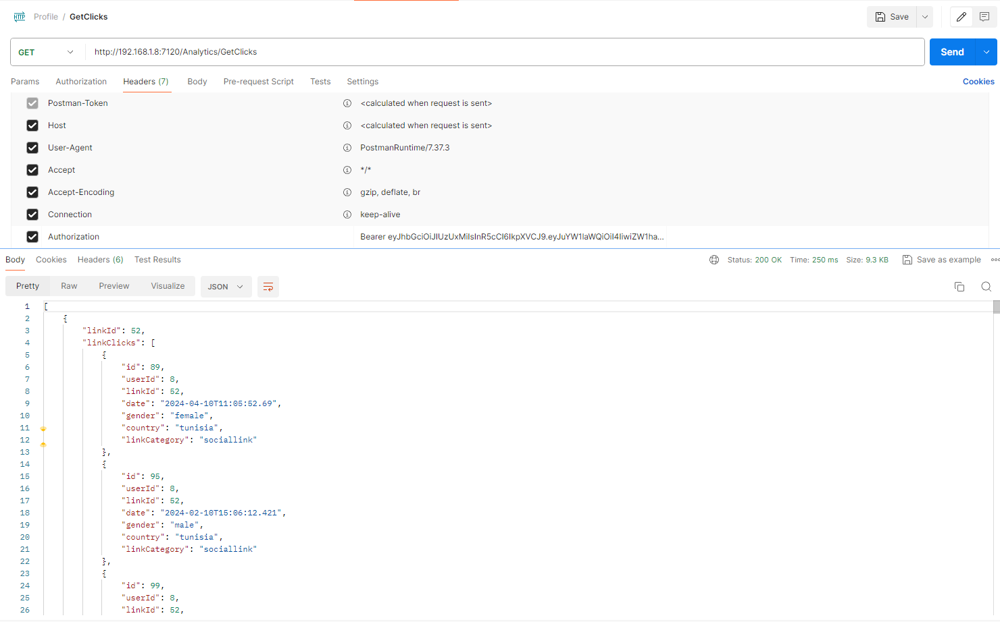 HTTP Profile / GetClicks Save
GET http://192.168.1.8:7120/Analytics/GetClicks Send
Params Authorization Headers (7) Body Pre-request Script Tests Settings Cookies
Postman-Token <calculated when request is sent>
Host <calculated when request is sent>
User-Agent PostmanRuntime/7.37.3
Accept */*
Accept-Encoding gzip, deflate, br
Connection keep-alive
Authorization Bearer eyJhbGciOiJIUzUxMiIsInR5cCI6IkpXVCJ9.eyJuYW1laWQiOiI4IiwiZW1ha...
Body Cookies Headers (6) Test Results Status: 200 OK Time: 250 ms Size: 9.3 KB Save as example
Pretty Raw Preview Visualize JSON
1 [
2 {
3 "linkId": 52,
4 "linkClicks": [
5 {
6 "id": 89,
7 "userId": 8,
8 "linkId": 52,
9 "date": "2024-04-10T11:05:52.69",
10 "gender": "female",
11 "country": "tunisia",
12 "linkCategory": "sociallink"
13 },
14 {
15 "id": 95,
16 "userId": 8,
17 "linkId": 52,
18 "date": "2024-02-10T15:06:12.421",
19 "gender": "male",
20 "country": "tunisia",
21 "linkCategory": "sociallink"
22 },
23 {
24 "id": 99,
25 "userId": 8,
26 "linkId": 52,